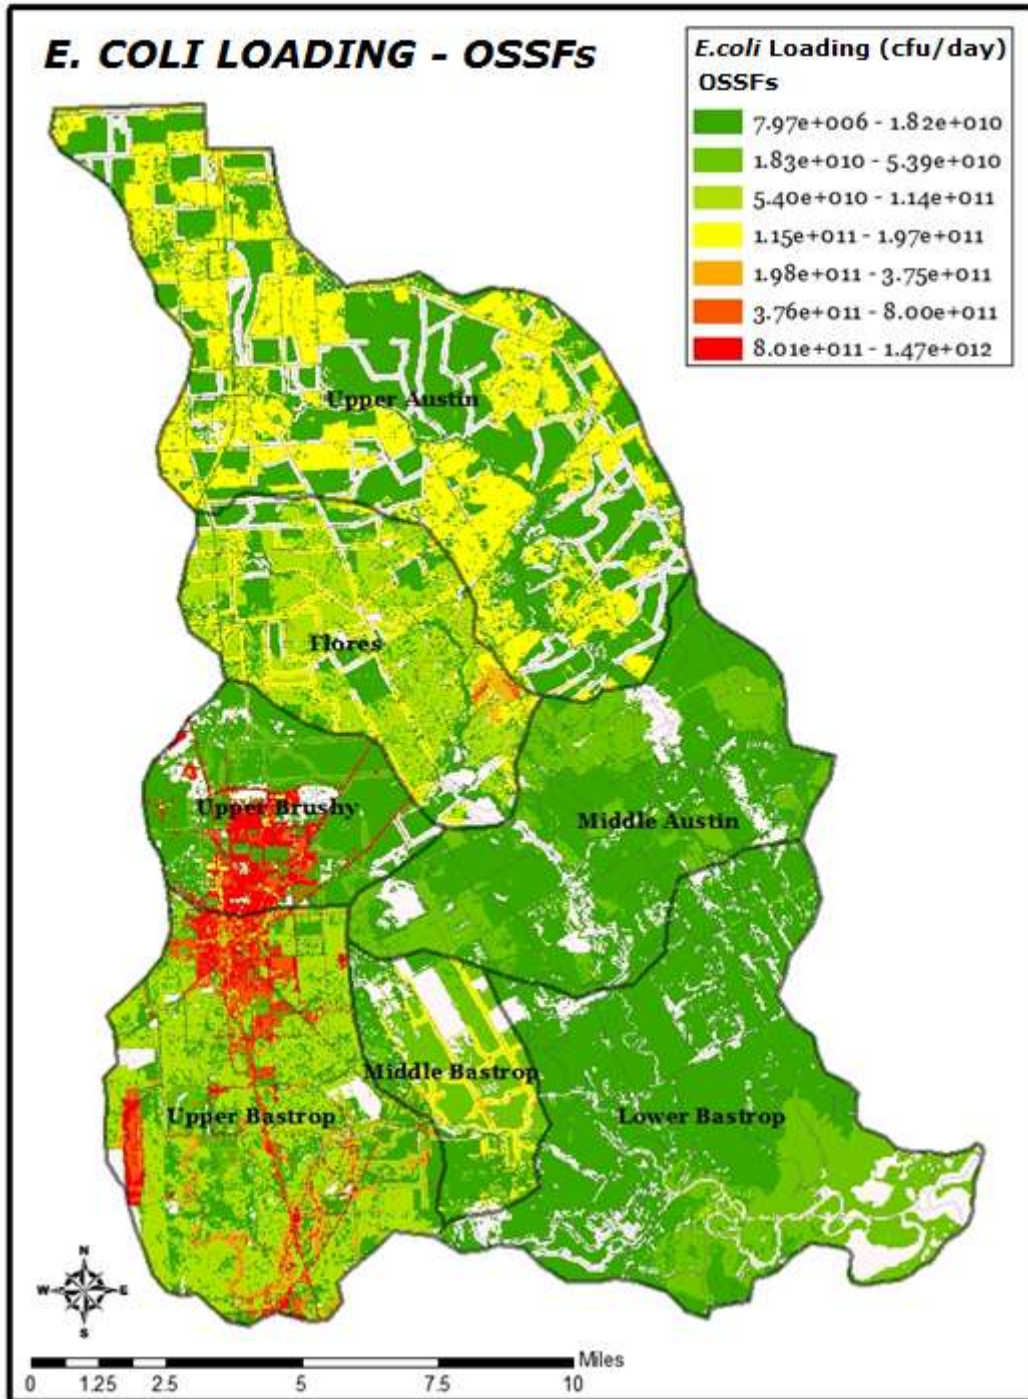 E. COLI LOADING - OSSFs
E.coli Loading (cfu/day)
OSSFs
7.97e+006 - 1.82e+010
1.83e+010 - 5.39e+010
5.40e+010 - 1.14e+011
1.15e+011 - 1.97e+011
1.98e+011 - 3.75e+011
3.76e+011 - 8.00e+011
8.01e+011 - 1.47e+012
Upper Austin
Flores
Upper Brushy
Middle Austin
Middle Bastrop
Upper Bastrop
Lower Bastrop
N
W E
S
Miles
0 1.25 2.5 5 7.5 10